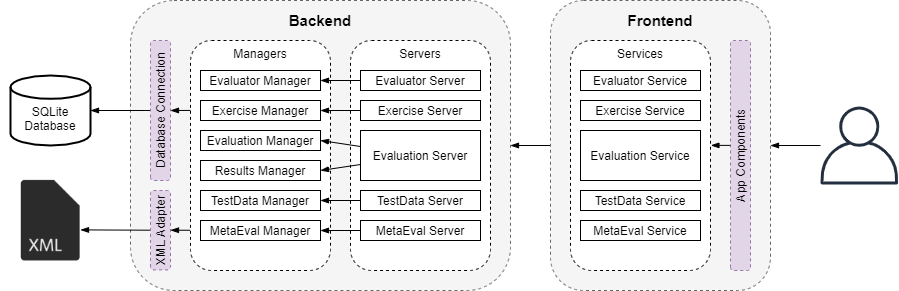 Backend
Frontend
Managers
Servers
Services
Database Connection
XML Adapter
App Components
SQLite
Database
XML
Evaluator Manager
Exercise Manager
Evaluation Manager
Results Manager
TestData Manager
MetaEval Manager
Evaluator Server
Exercise Server
Evaluation Server
TestData Server
MetaEval Server
Evaluator Service
Exercise Service
Evaluation Service
TestData Service
MetaEval Service